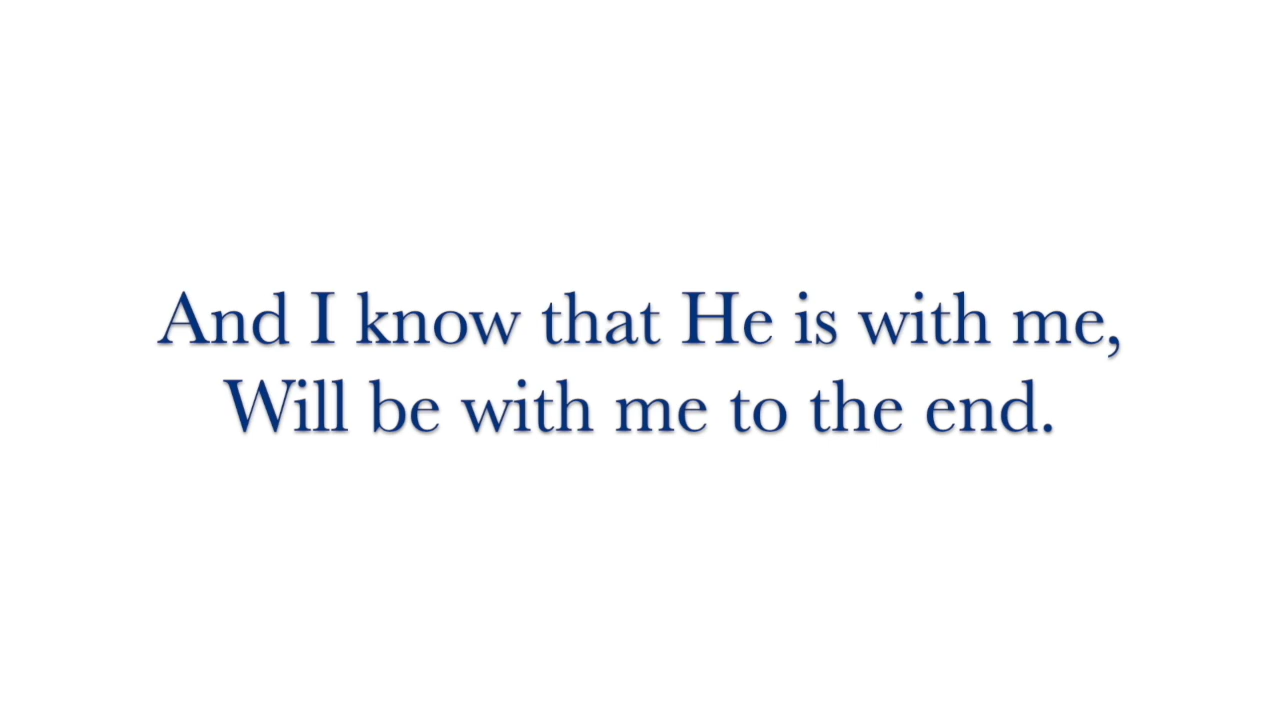 And I know that He is with me,
Will be with me to the end.